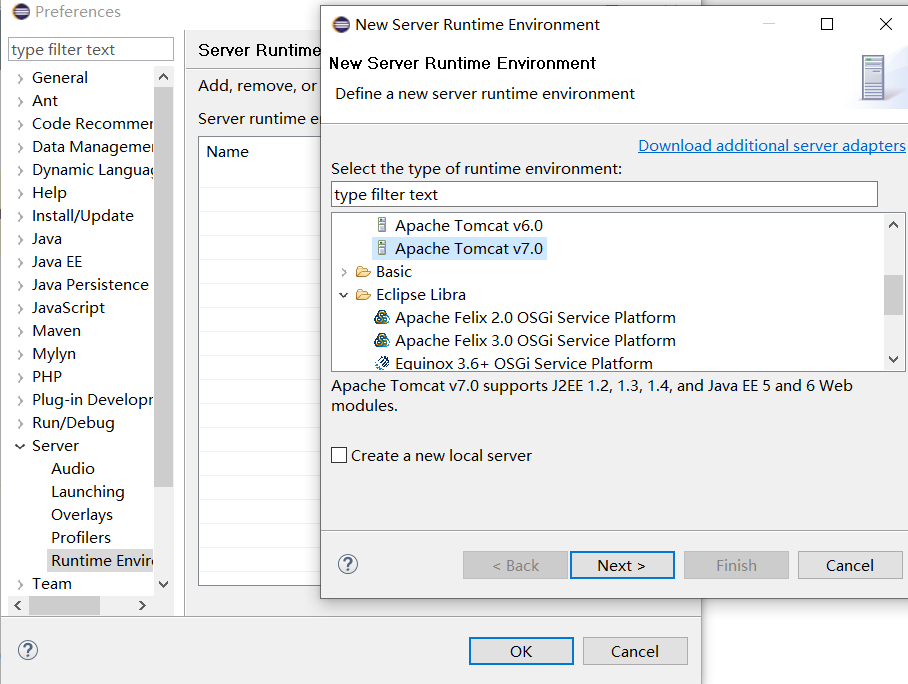 Preferences
type filter text
General
Ant
Code Recommer
Data Managemer
Dynamic Languag
Help
Install/Update
Java
Java EE
Java Persistence
JavaScript
Maven
Mylyn
PHP
Plug-in Developr
Run/Debug
Server
Audio
Launching
Overlays
Profilers
Runtime Enviro
Team
Server Runtime
Add, remove, or
Server runtime e
Name
OK
Cancel
New Server Runtime Environment
New Server Runtime Environment
Define a new server runtime environment
Download additional server adapters
Select the type of runtime environment:
type filter text
Apache Tomcat v6.0
Apache Tomcat v7.0
Basic
Eclipse Libra
Apache Felix 2.0 OSGi Service Platform
Apache Felix 3.0 OSGi Service Platform
Equinox 3.6+ OSGi Service Platform
Apache Tomcat v7.0 supports J2EE 1.2, 1.3, 1.4, and Java EE 5 and 6 Web
modules.
Create a new local server
< Back
Next >
Finish
Cancel